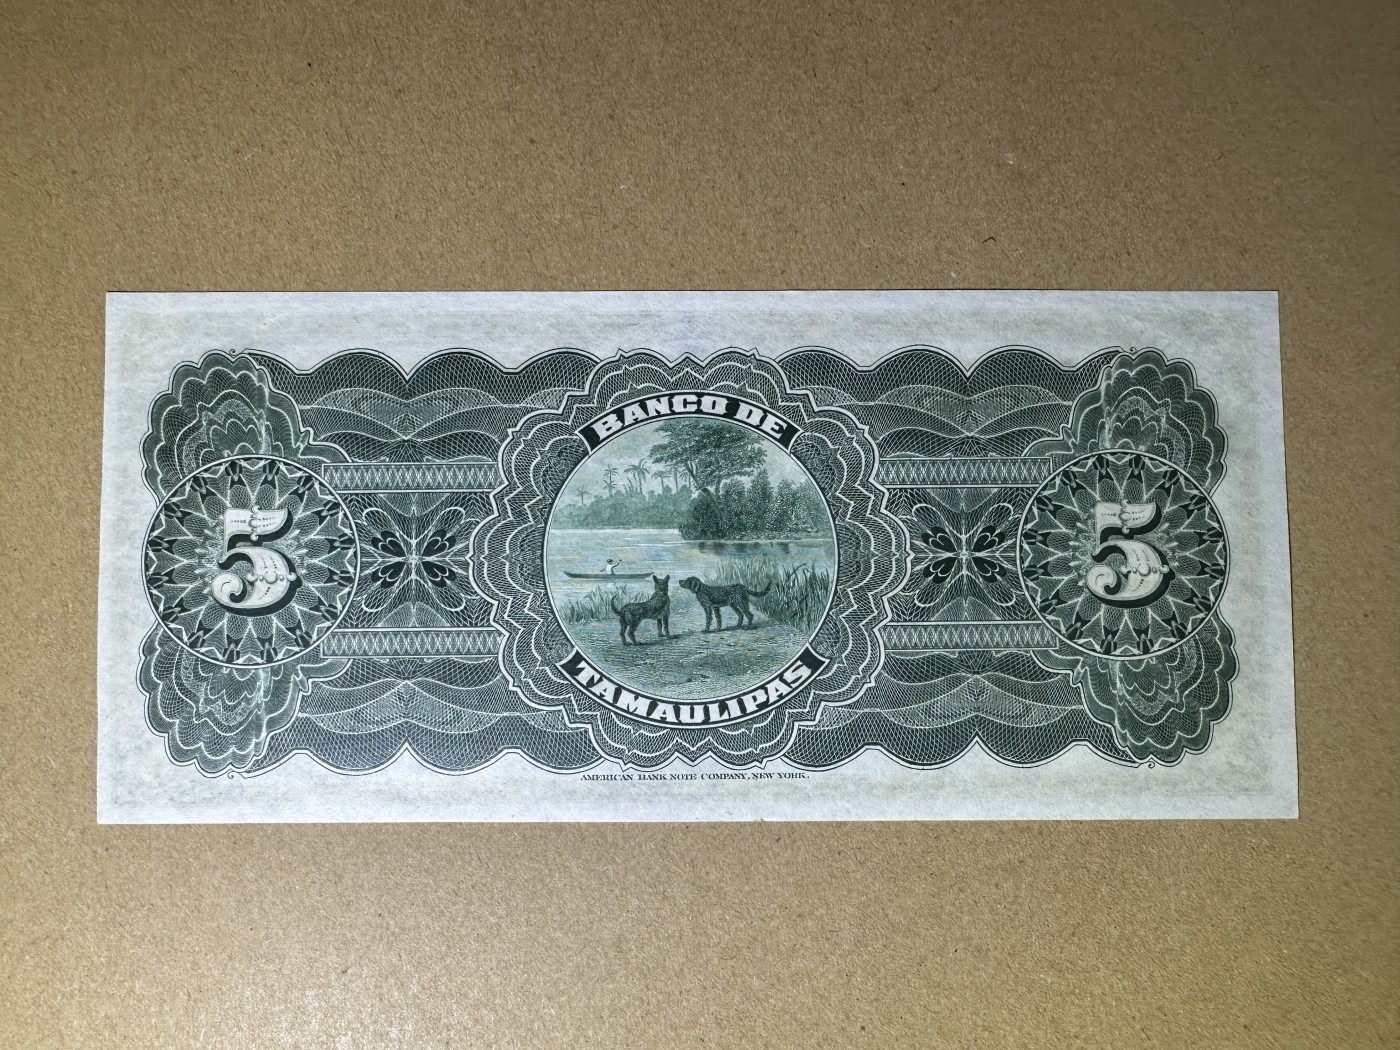 BANCO DE
5
5
TAMAULIPAS
AMERICAN BANK NOTE COMPANY, NEW YORK.